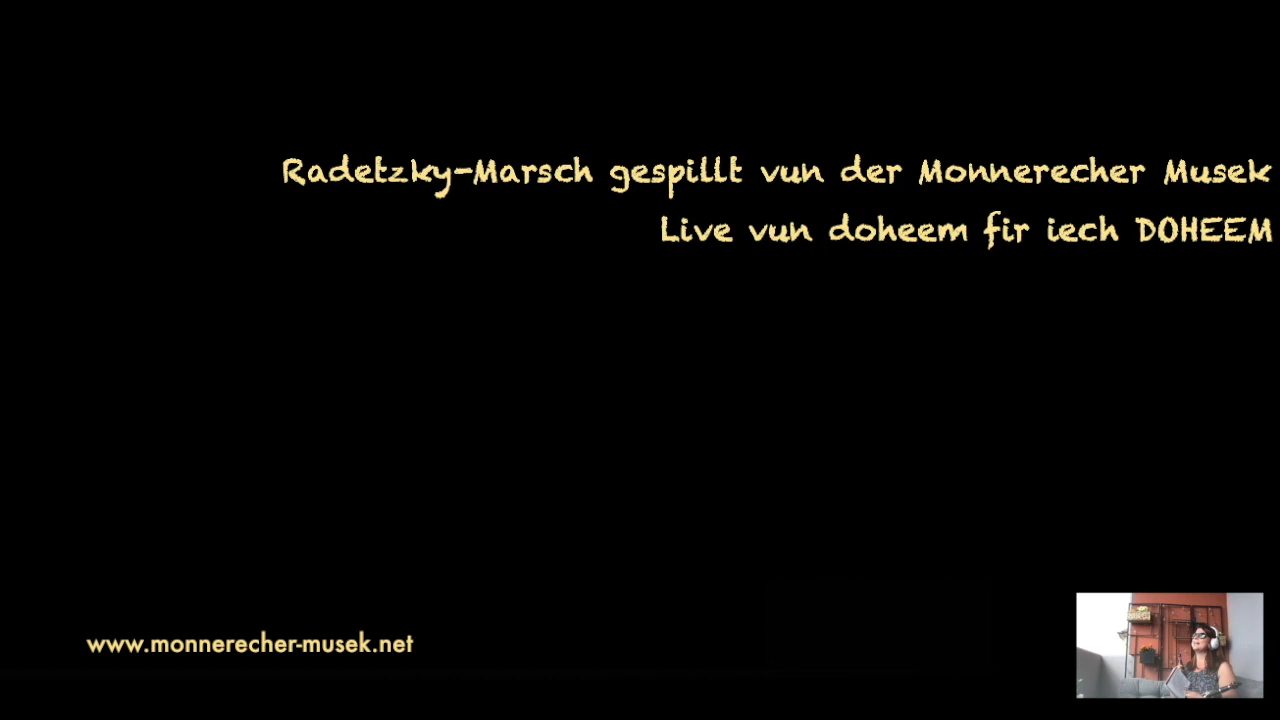 Radetzky-Marsch gespillt vun der Monnerecher Musek
Live vun doheem fir iech DOHEEM
www.monnerecher-musek.net